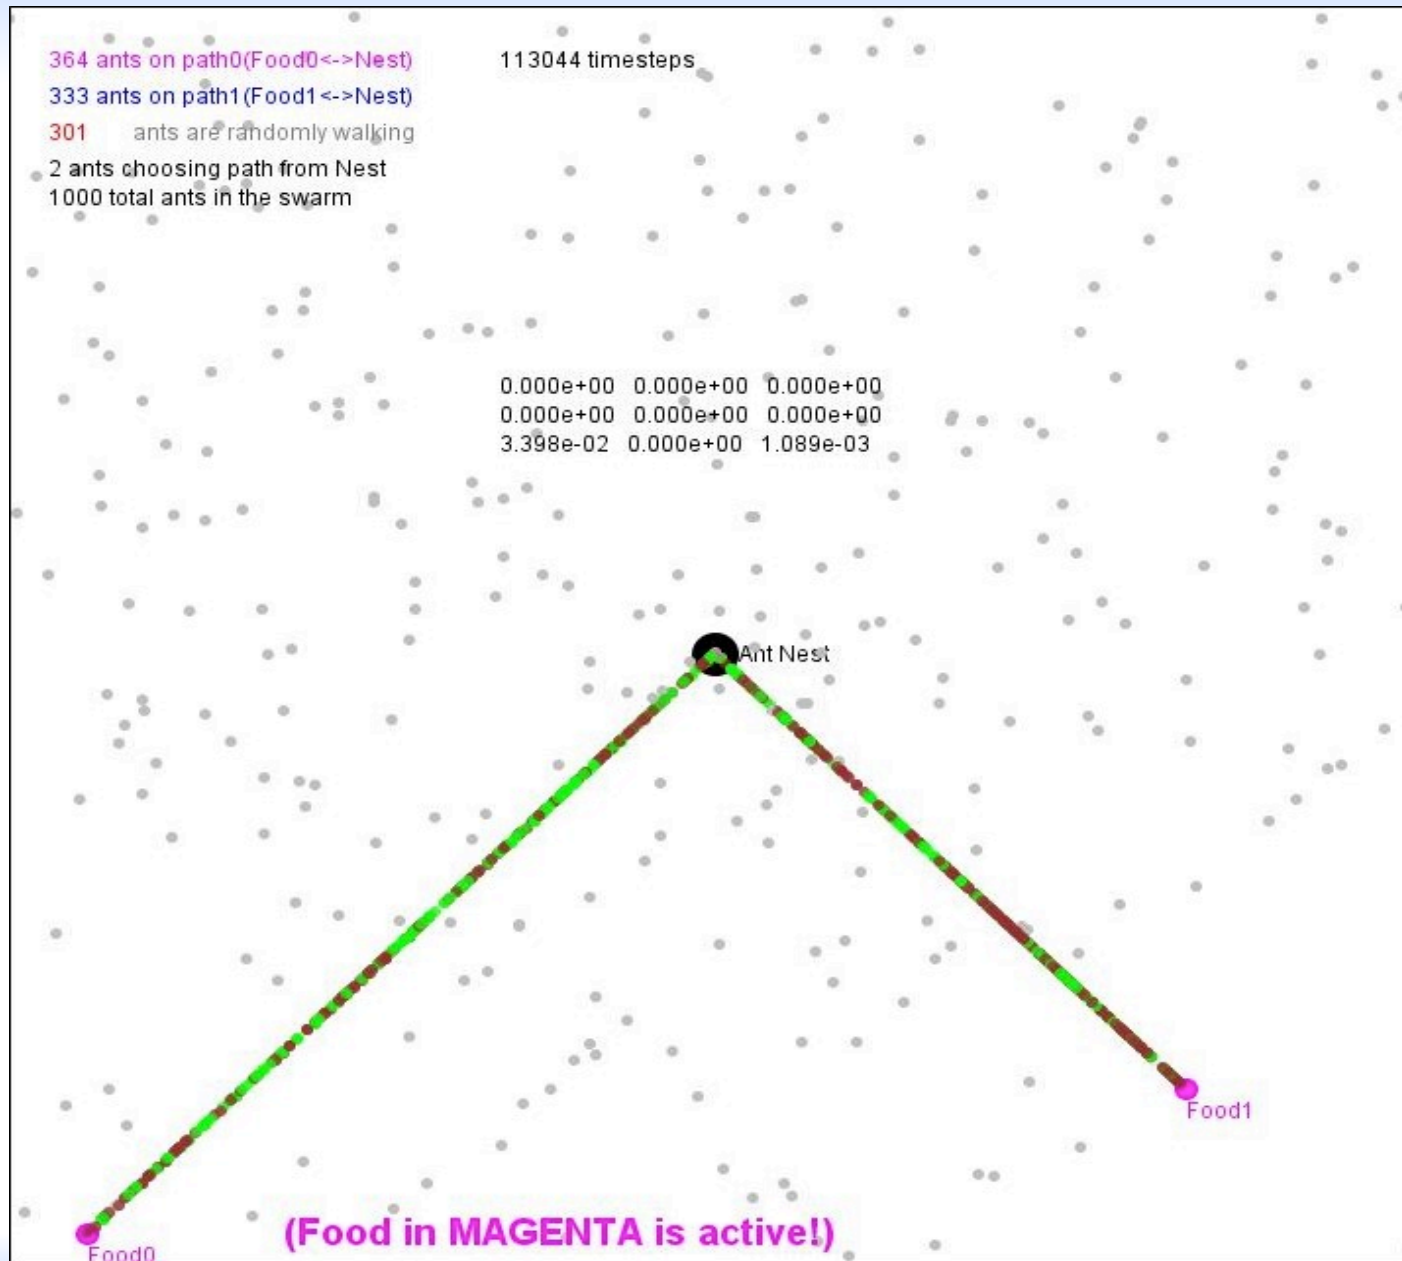 364 ants on path0(Food0<->Nest)
113044 timesteps
333 ants on path1(Food1<->Nest)
301 ants are randomly walking
2 ants choosing path from Nest
1000 total ants in the swarm
0.000e+00 0.000e+00 0.000e+00
0.000e+00 0.000e+00 0.000e+00
3.398e-02 0.000e+00 1.089e-03
Ant Nest
Food1
(Food in MAGENTA is active!)
Food0